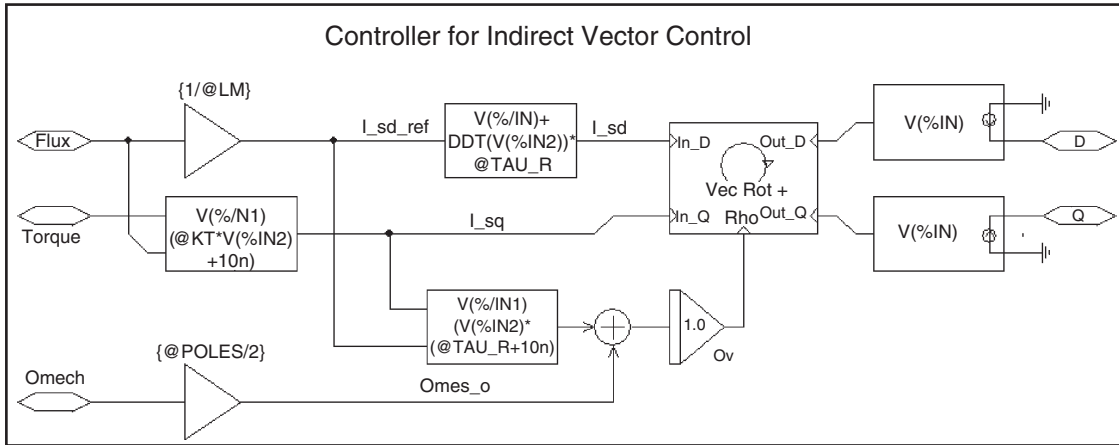 Controller for Indirect Vector Control
{1/@LM}
Flux
I_sd_ref
V(%/IN)+
DDT(V(%IN2))*
@TAU_R
I_sd
In_D
Out_D
Vec Rot +
In_Q
Out_Q
Rho
V(%IN)
D
Torque
V(%/N1)
(@KT*V(%IN2)
+10n)
I_sq
V(%IN)
Q
V(%/IN1)
(V(%IN2)*
(@TAU_R+10n)
1.0
Ov
{@POLES/2}
Omech
Omes_o